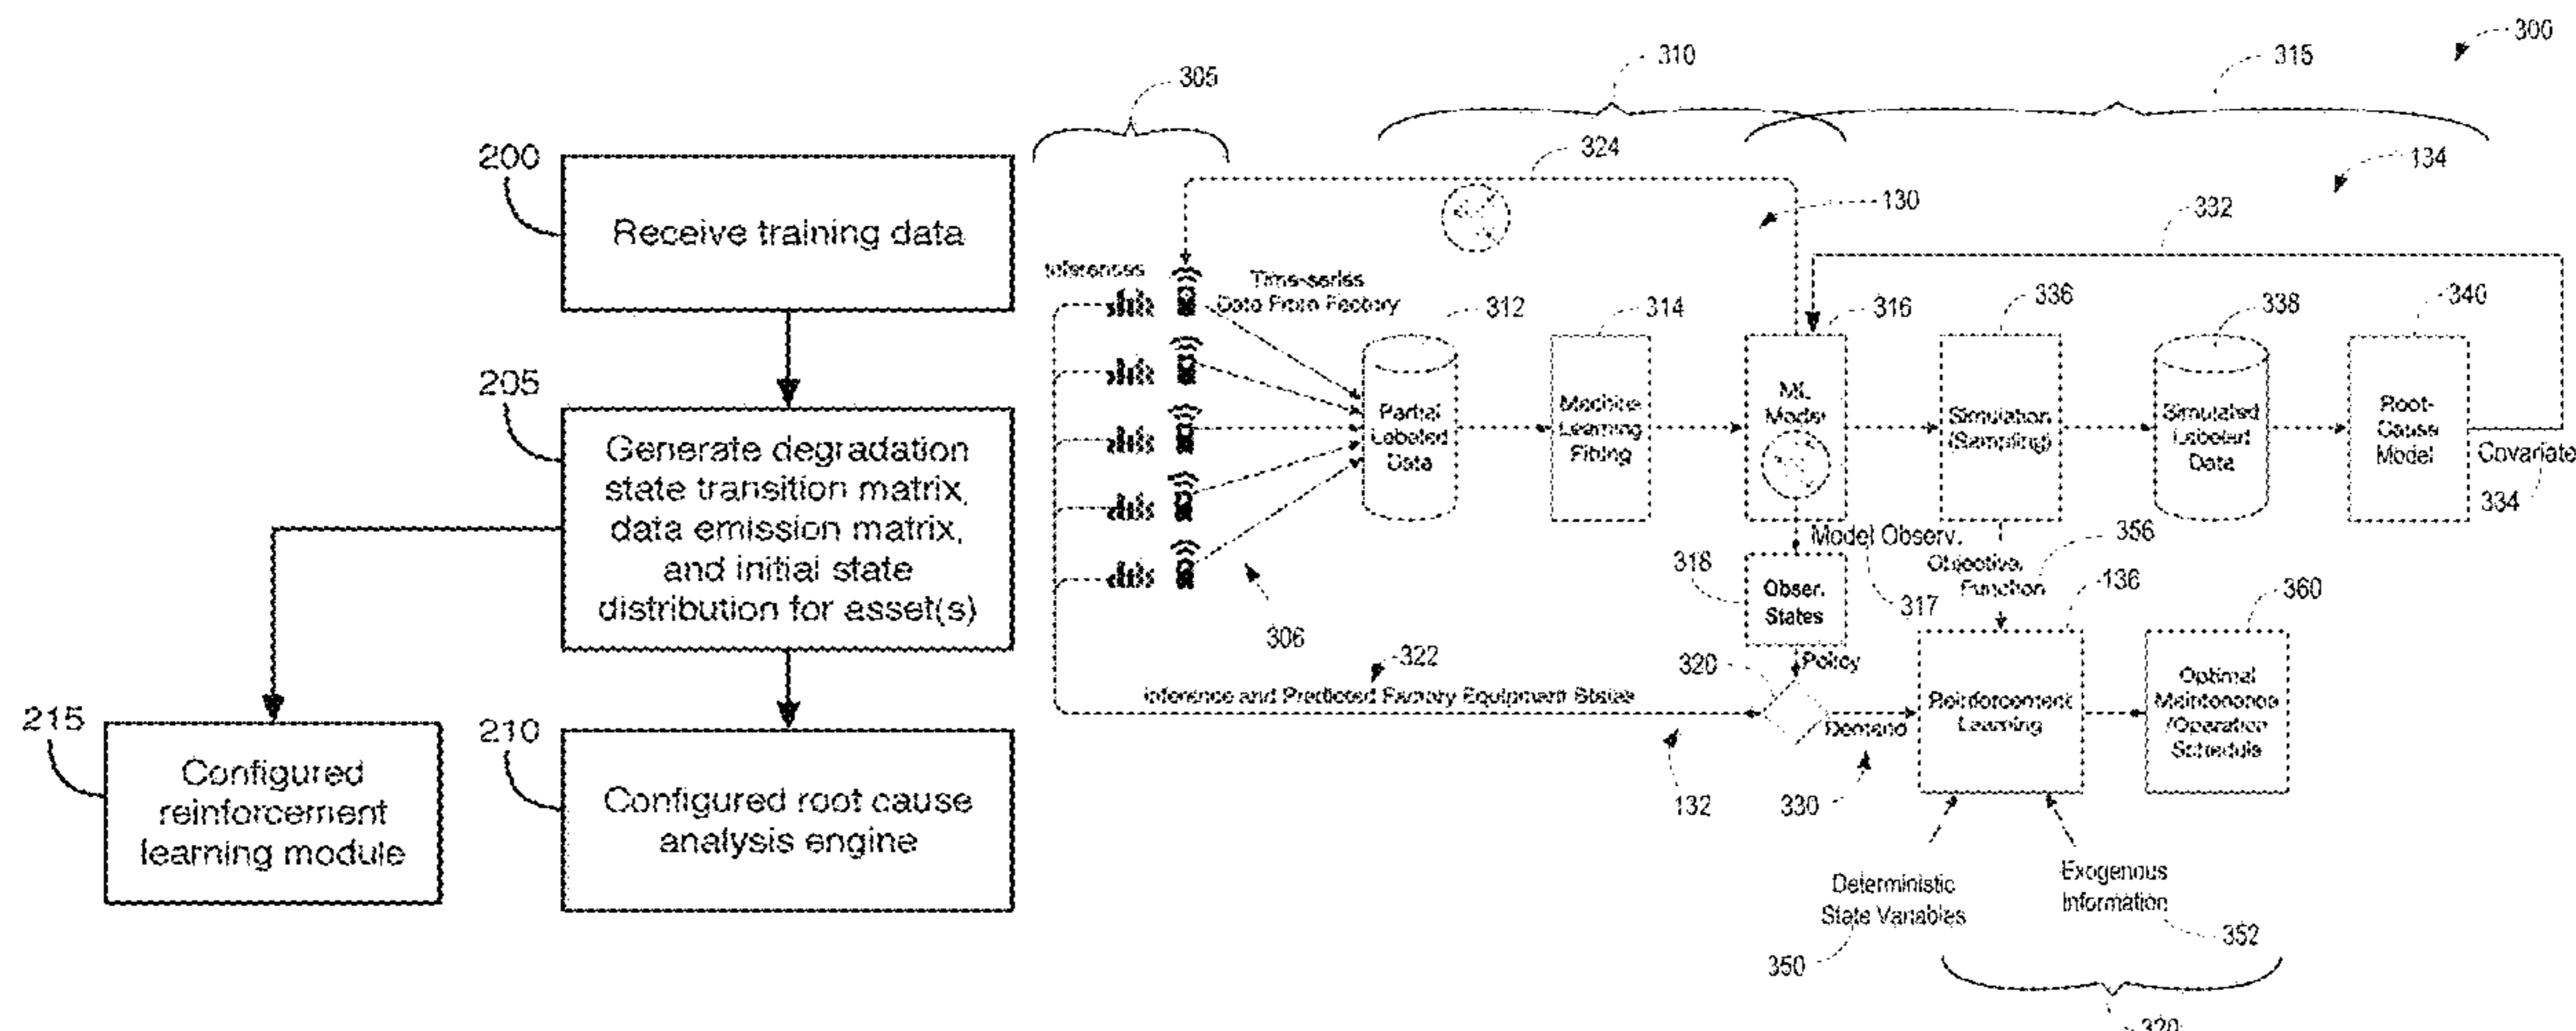 200
Receive training data
205
Generate degradation
state transition matrix,
data emission matrix,
and initial state
distribution for asset(s)
215
Configured
reinforcement
learning module
210
Configured root cause
analysis engine
300
305
310
315
324
134
130
332
Inferences
Time-series
Data From Factory
312
314
316
336
338
340
Partial
Labeled
Data
Machine
Learning
Fitting
ML
Model
Simulation
(Sampling)
Simulated
Labeled
Data
Root-
Cause
Model
Covariate
334
Model Observ.
317
318
Obser.
States
Objective
Function
356
136
360
306
322
320
Policy
Inference and Predicted Factory Equipment States
Demand
Reinforcement
Learning
Optimal
Maintenance
/Operation
Schedule
132
330
Deterministic
State Variables
350
Exogenous
Information
352
320